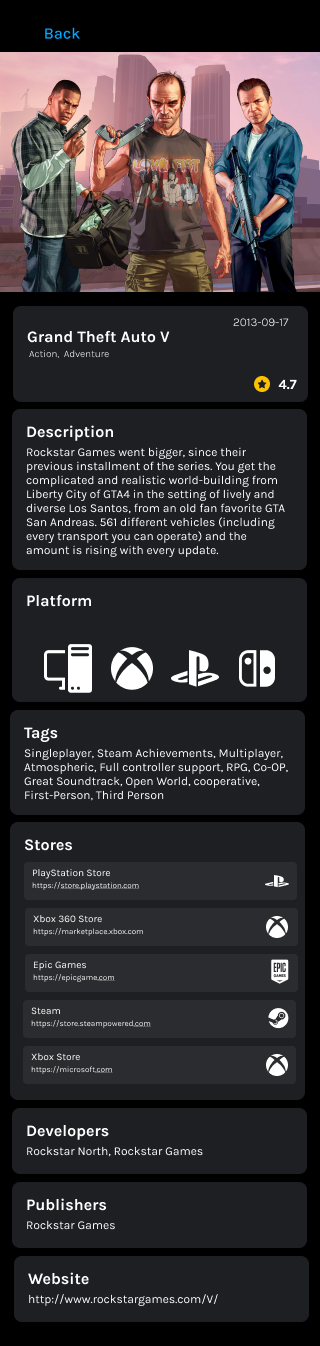 Back
2013-09-17
Grand Theft Auto V
Action, Adventure
4.7
Description
Rockstar Games went bigger, since their
previous installment of the series. You get the
complicated and realistic world-building from
Liberty City of GTA4 in the setting of lively and
diverse Los Santos, from an old fan favorite GTA
San Andreas. 561 different vehicles (including
every transport you can operate) and the
amount is rising with every update.
Platform
Tags
Singleplayer, Steam Achievements, Multiplayer,
Atmospheric, Full controller support, RPG, Co-OP,
Great Soundtrack, Open World, cooperative,
First-Person, Third Person
Stores
PlayStation Store
https://store.playstation.com
Xbox 360 Store
https://marketplace.xbox.com
Epic Games
https://epicgame.com
EPIC
GAMES
Steam
https://store.steampowered.com
Xbox Store
https://microsoft.com
Developers
Rockstar North, Rockstar Games
Publishers
Rockstar Games
Website
http://www.rockstargames.com/V/